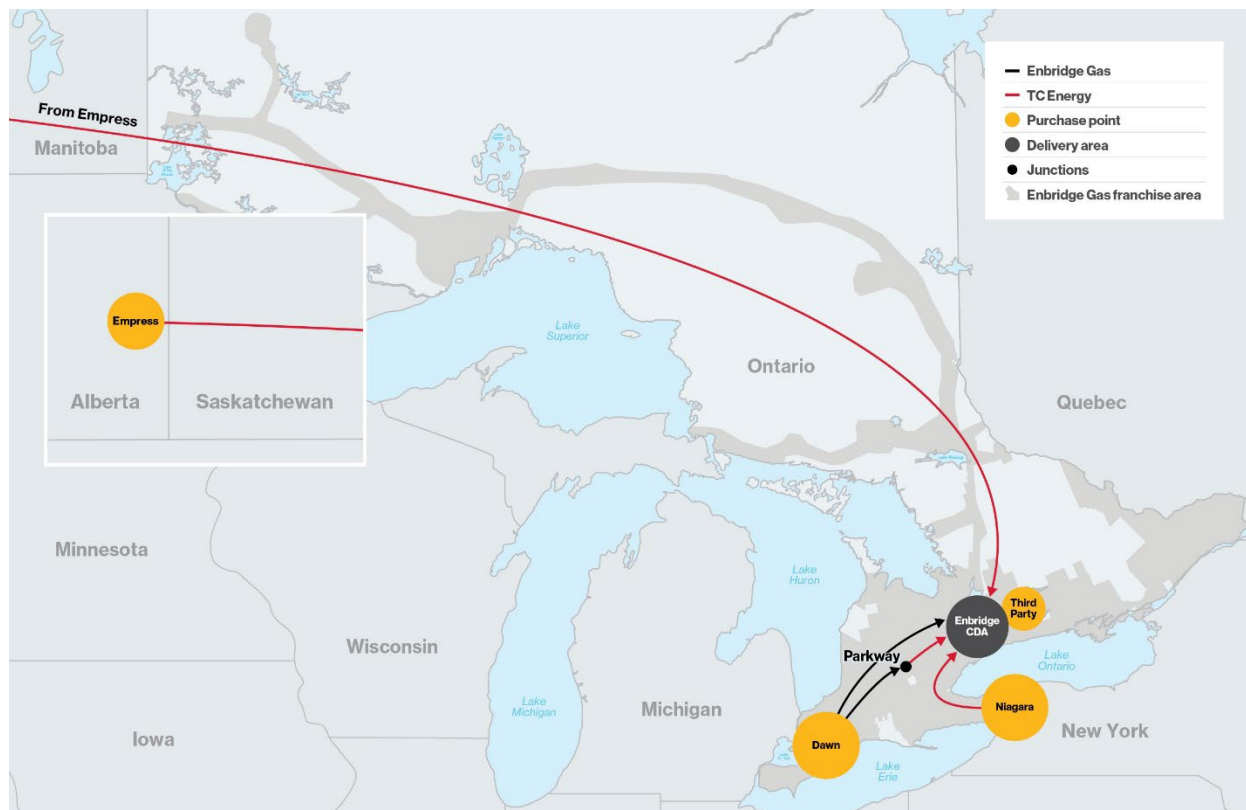 Enbridge Gas
TC Energy
Purchase point
Delivery area
Junctions
Enbridge Gas franchise area
From Empress
Manitoba
Empress
Alberta
Saskatchewan
Lake
Superior
Ontario
Quebec
Minnesota
Lake
Huron
Third
Party
Enbridge
CDA
Wisconsin
Parkway
Lake
Ontario
Lake
Michigan
Michigan
Niagara
New York
Iowa
Dawn
Lake
Erie